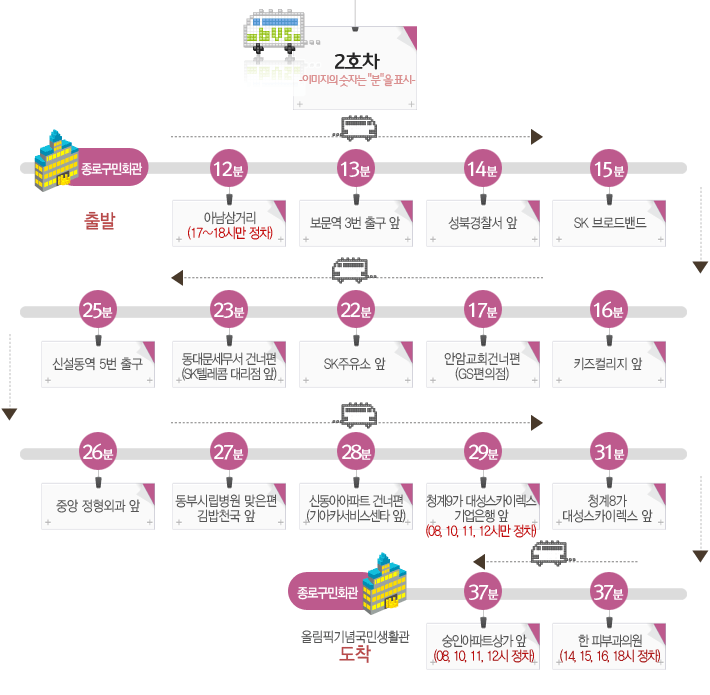 bus
2호차
-이미지의 숫자는 "분"을 표시-
종로구민회관
출발
12분
아남삼거리
(17~18시만 정차)
13분
보문역 3번 출구 앞
14분
성북경찰서 앞
15분
SK 브로드밴드
16분
키즈컬리지 앞
17분
안암교회건너편
(GS편의점)
22분
SK주유소 앞
23분
동대문세무서 건너편
(SK텔레콤 대리점 앞)
25분
신설동역 5번 출구
26분
중앙 정형외과 앞
27분
동부시립병원 맞은편
김밥천국 앞
28분
신동아아파트 건너편
(기아카서비스센타 앞)
29분
청계9가 대성스카이렉스
기업은행 앞
(08, 10, 11, 12시만 정차)
31분
청계8가
대성스카이렉스 앞
37분
한 피부과의원
(14, 15, 16, 18시 정차)
37분
숭인아파트상가 앞
(08, 10, 11, 12시 정차)
종로구민회관
올림픽기념국민생활관
도착